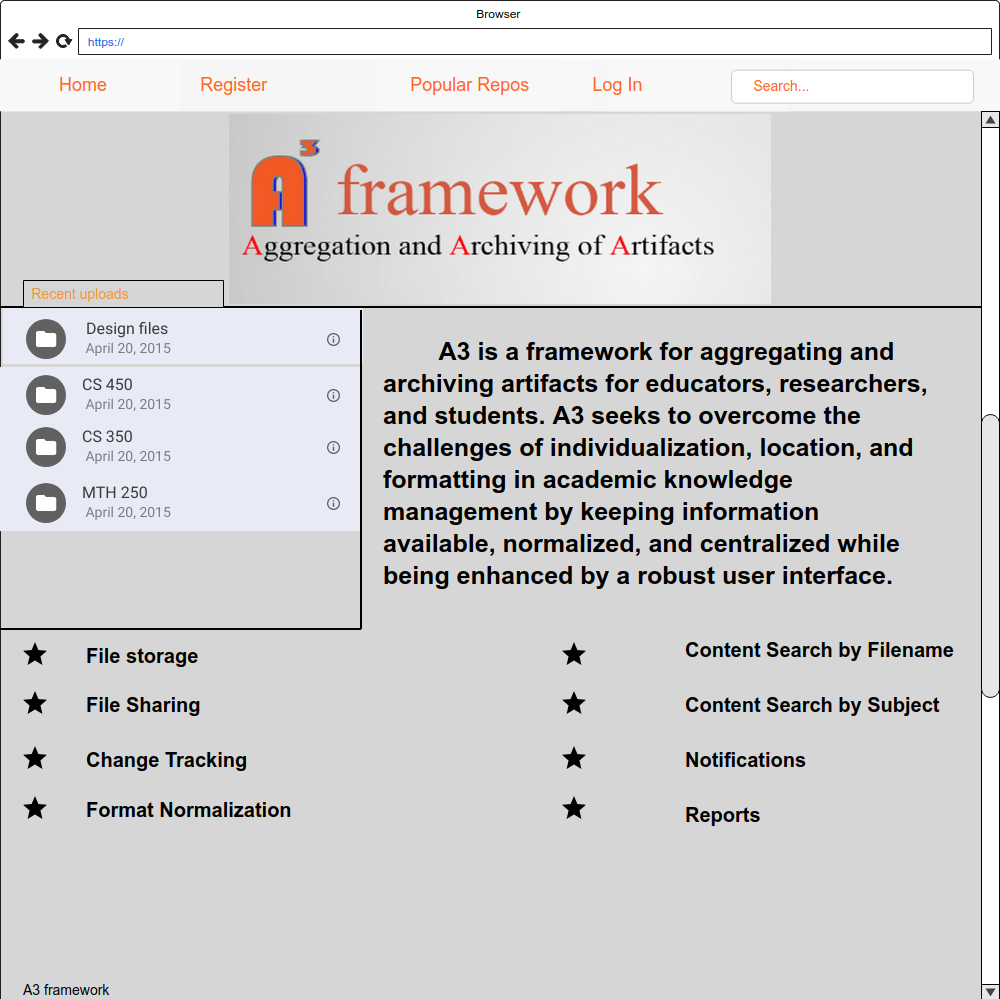 Browser
https://
Home Register Popular Repos Log In Search...
A3 framework
Aggregation and Archiving of Artifacts
Recent uploads
Design files
April 20, 2015
CS 450
April 20, 2015
CS 350
April 20, 2015
MTH 250
April 20, 2015
A3 is a framework for aggregating and
archiving artifacts for educators, researchers,
and students. A3 seeks to overcome the
challenges of individualization, location, and
formatting in academic knowledge
management by keeping information
available, normalized, and centralized while
being enhanced by a robust user interface.
File storage
File Sharing
Change Tracking
Format Normalization
Content Search by Filename
Content Search by Subject
Notifications
Reports
A3 framework